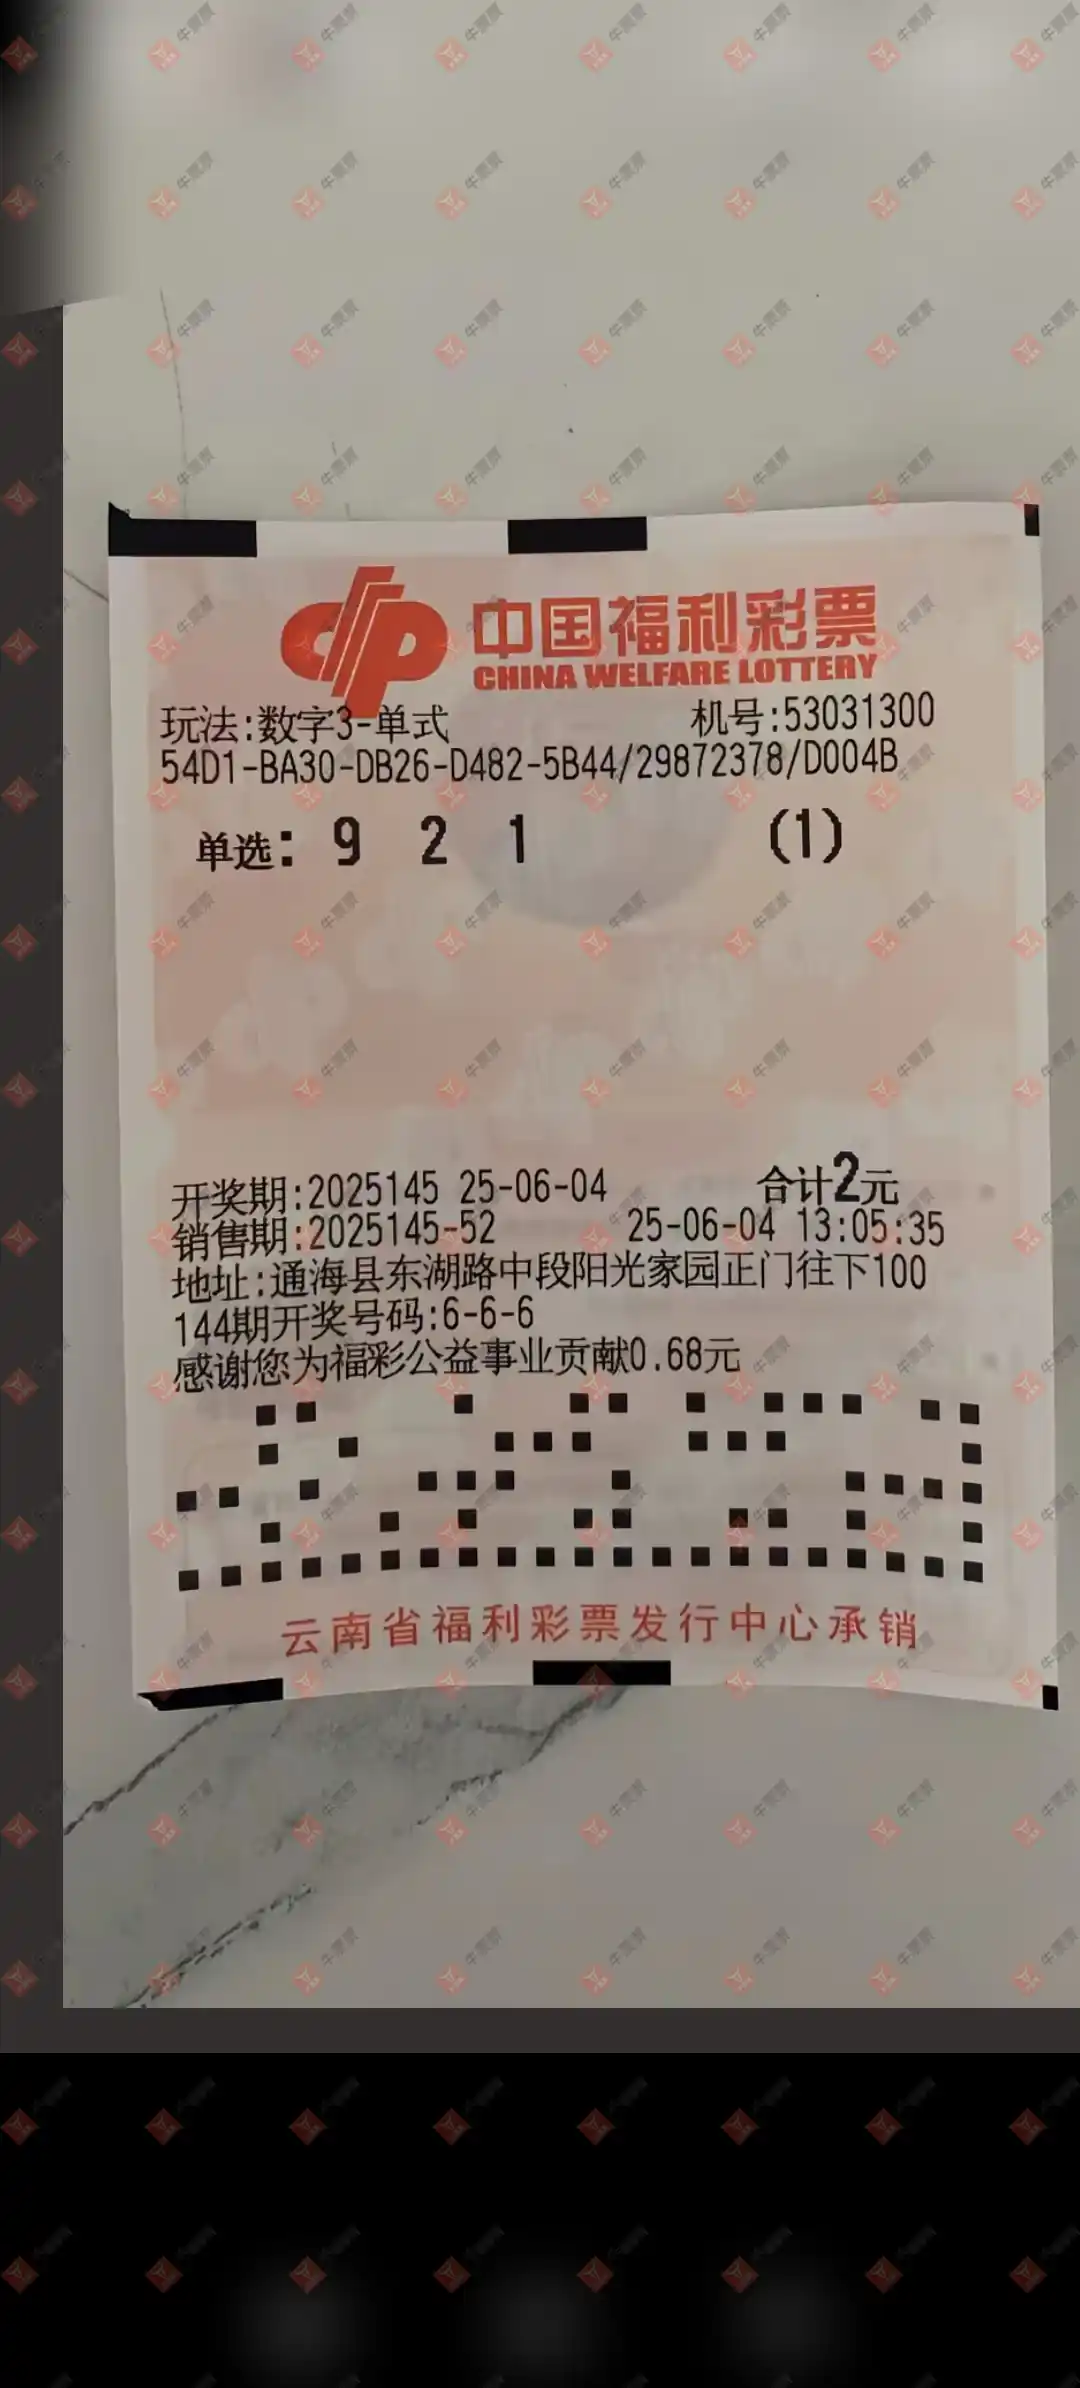 中国福利彩票
CHINA WELFARE LOTTERY
玩法:数字3-单式 机号:53031300
54D1-BA30-DB26-D482-5B44/29872378/D004B
单选: 9 2 1 (1)
开奖期:2025145 25-06-04 合计2元
销售期:2025145-52 25-06-04 13:05:35
地址:通海县东湖路中段阳光家园正门往下100
144期开奖号码:6-6-6
感谢您为福彩公益事业贡献0.68元
云南省福利彩票发行中心承销